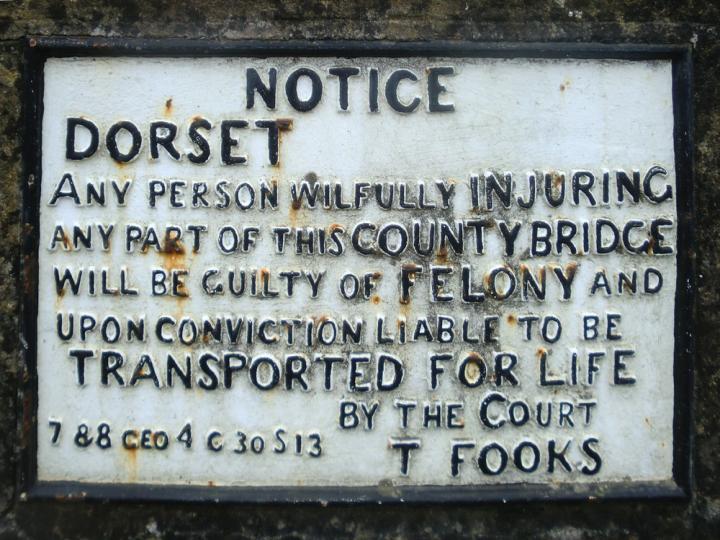 NOTICE
DORSET
ANY PERSON WILFULLY INJURING
ANY PART OF THIS COUNTY BRIDGE
WILL BE GUILTY OF FELONY AND
UPON CONVICTION LIABLE TO BE
TRANSPORTED FOR LIFE
BY THE COURT
7 & 8 GEO 4 C 30 S 13
T FOOKS